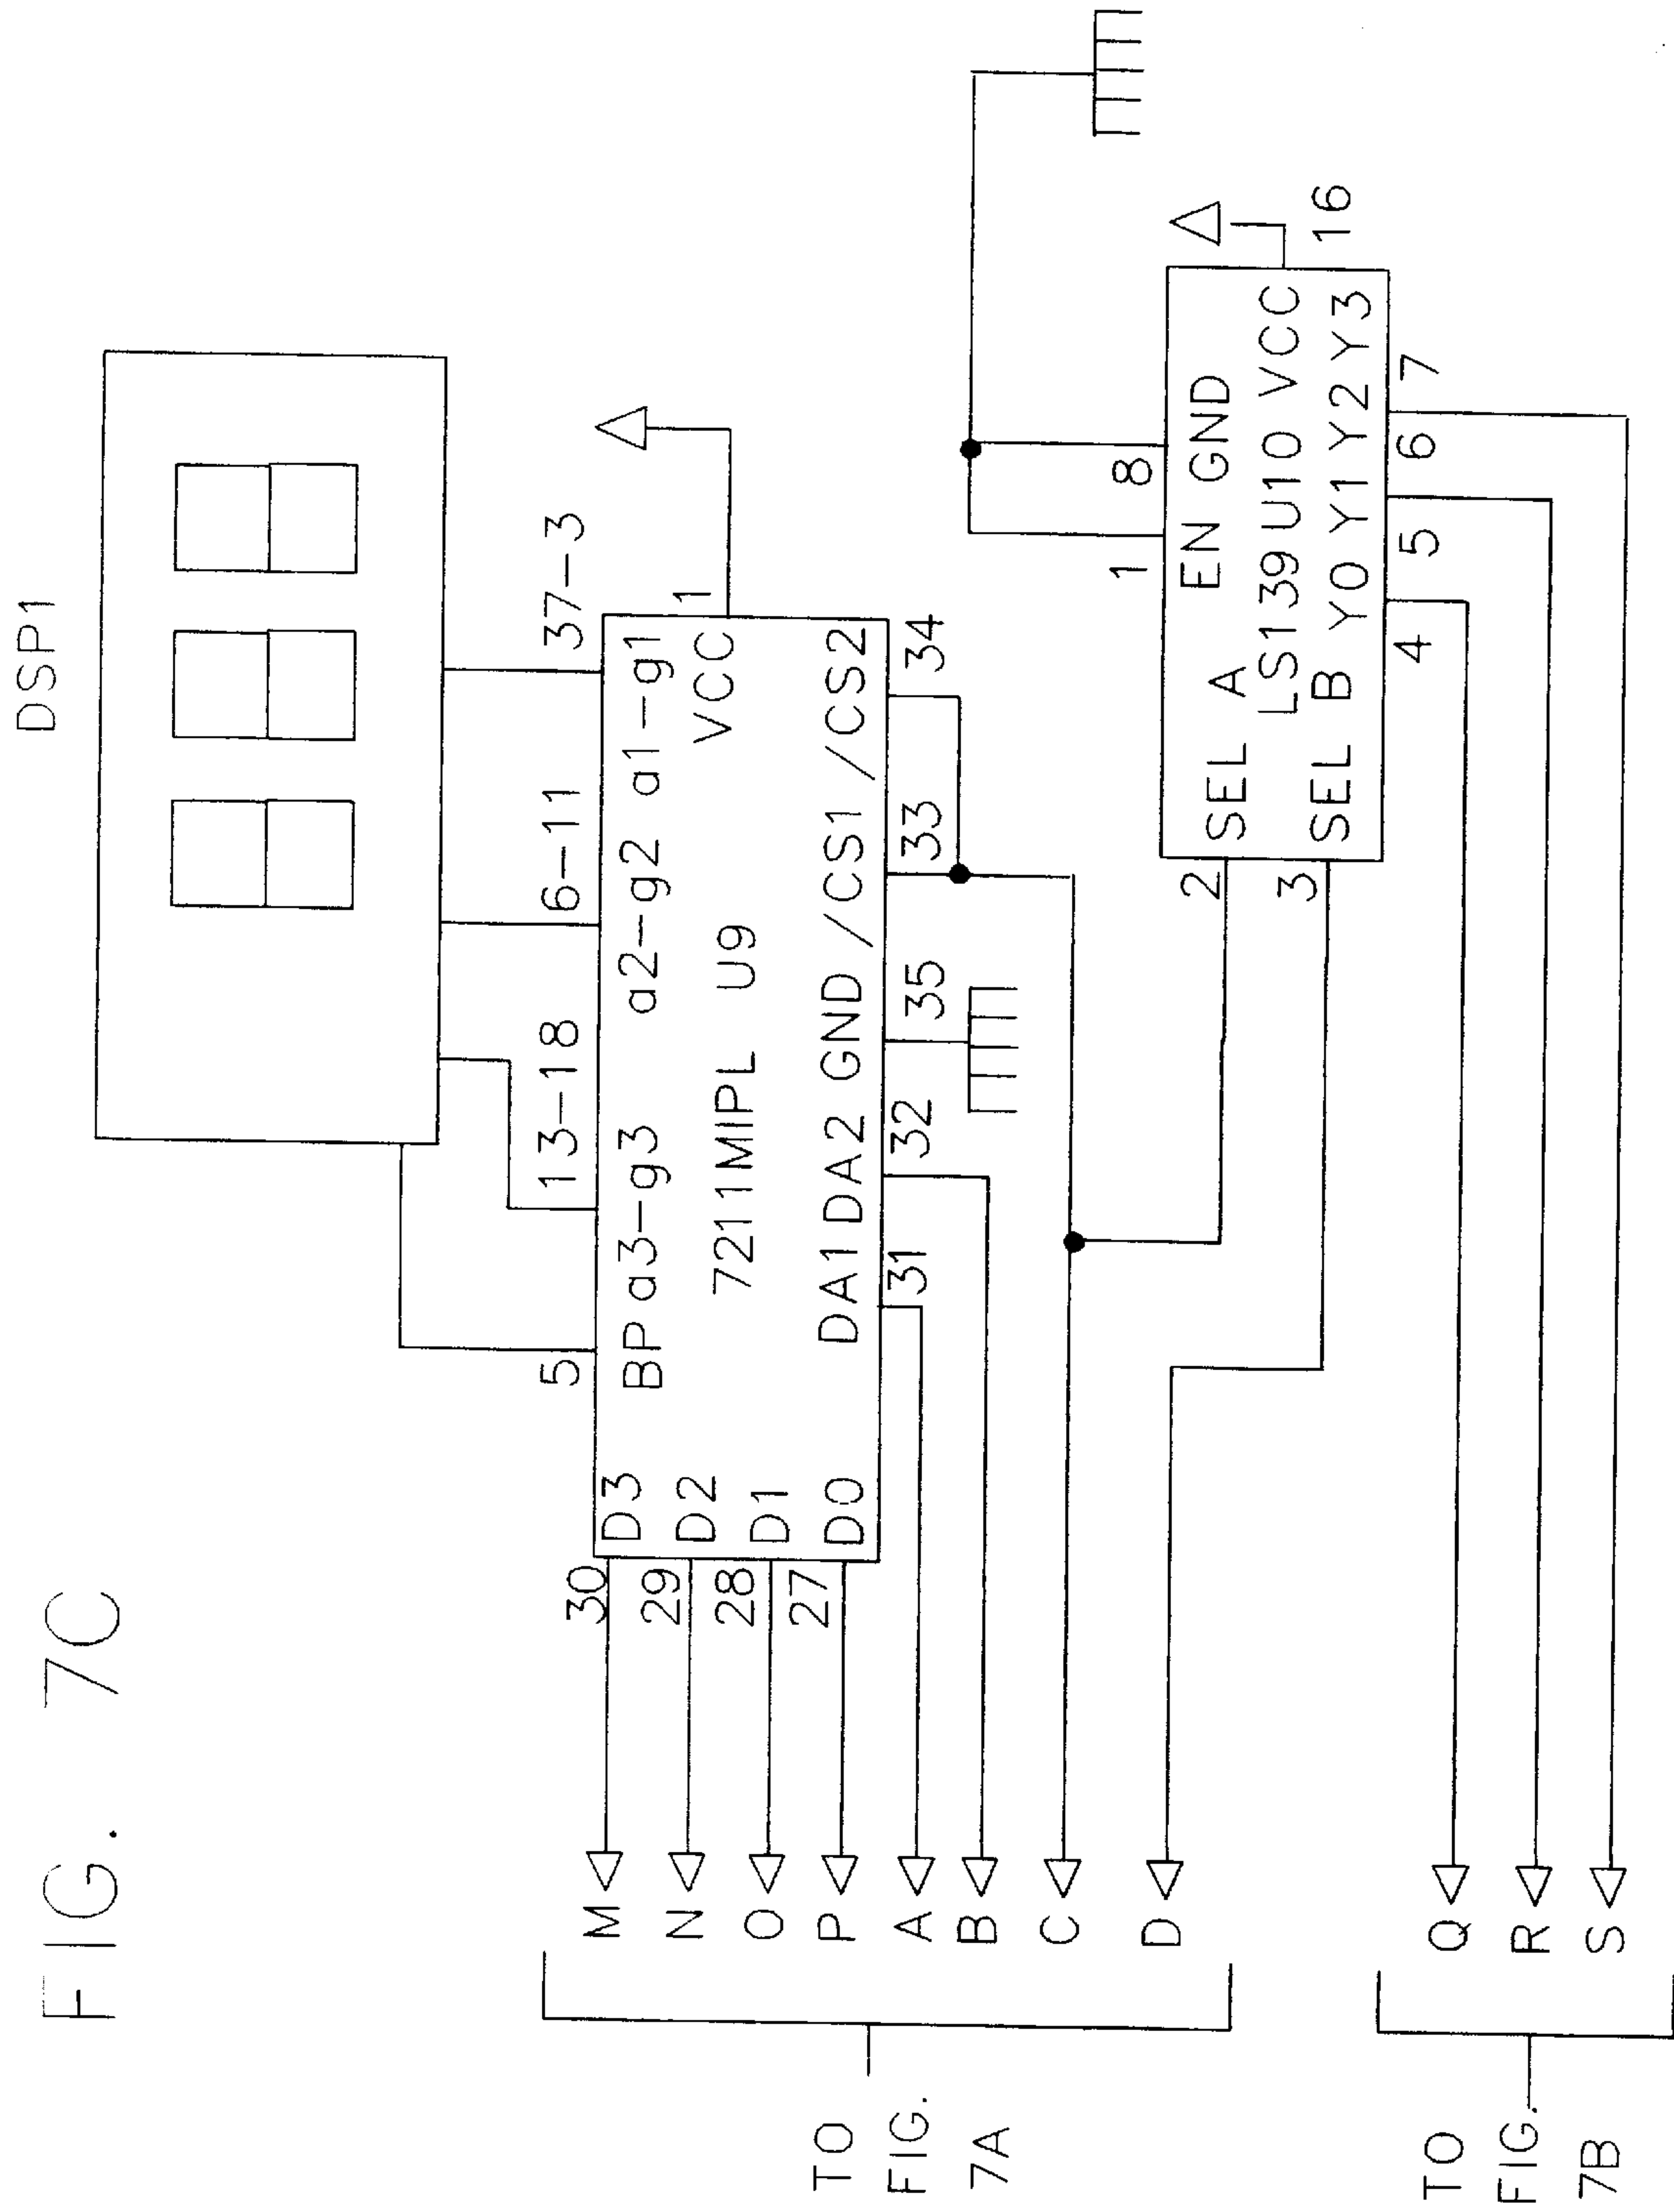 FIG. 7C
DSP1
5
13-18
6-11
37-3
BP a3-g3 a2-g2 a1-g1
VCC
1
7211MIPL U9
D3
D2
D1
D0
30
29
28
27
DA1 DA2 GND /CS1 /CS2
31
32
35
33
34
M
N
O
P
A
B
C
D
TO
FIG.
7A
1
8
2
3
SEL A
EN GND
LS139 U10 VCC
SEL B Y0 Y1 Y2 Y3
16
4
5
6
7
Q
R
S
TO
FIG.
7B